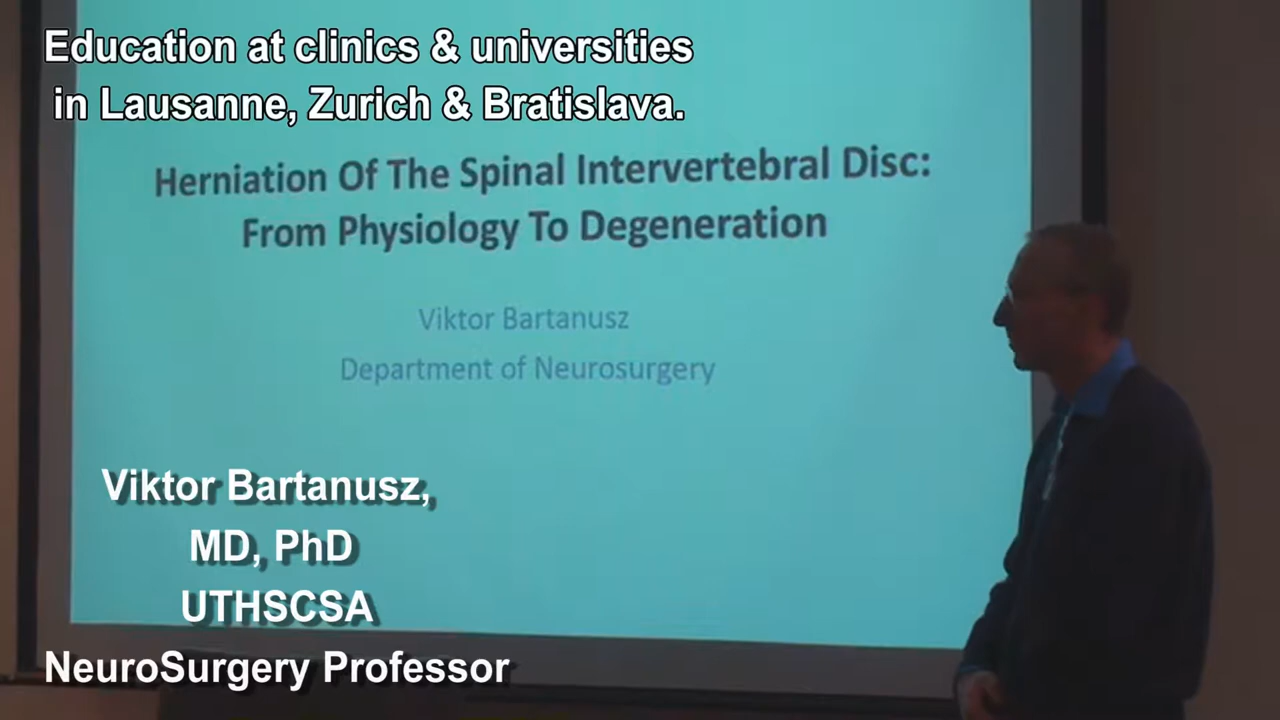 Education at clinics & universities
in Lausanne, Zurich & Bratislava.
Herniation Of The Spinal Intervertebral Disc:
From Physiology To Degeneration
Viktor Bartanusz
Department of Neurosurgery
Viktor Bartanusz,
MD, PhD
UTHSCSA
NeuroSurgery Professor